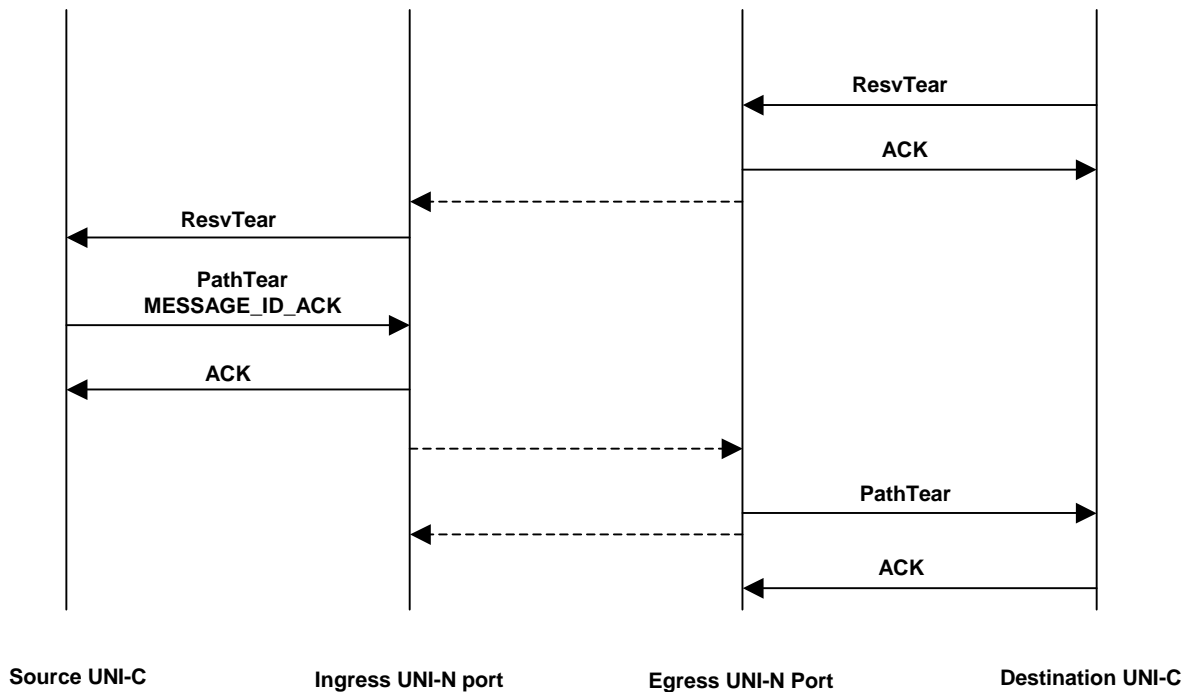 ResvTear
ACK
ResvTear
PathTear
MESSAGE_ID_ACK
ACK
PathTear
ACK
Source UNI-C
Ingress UNI-N port
Egress UNI-N Port
Destination UNI-C